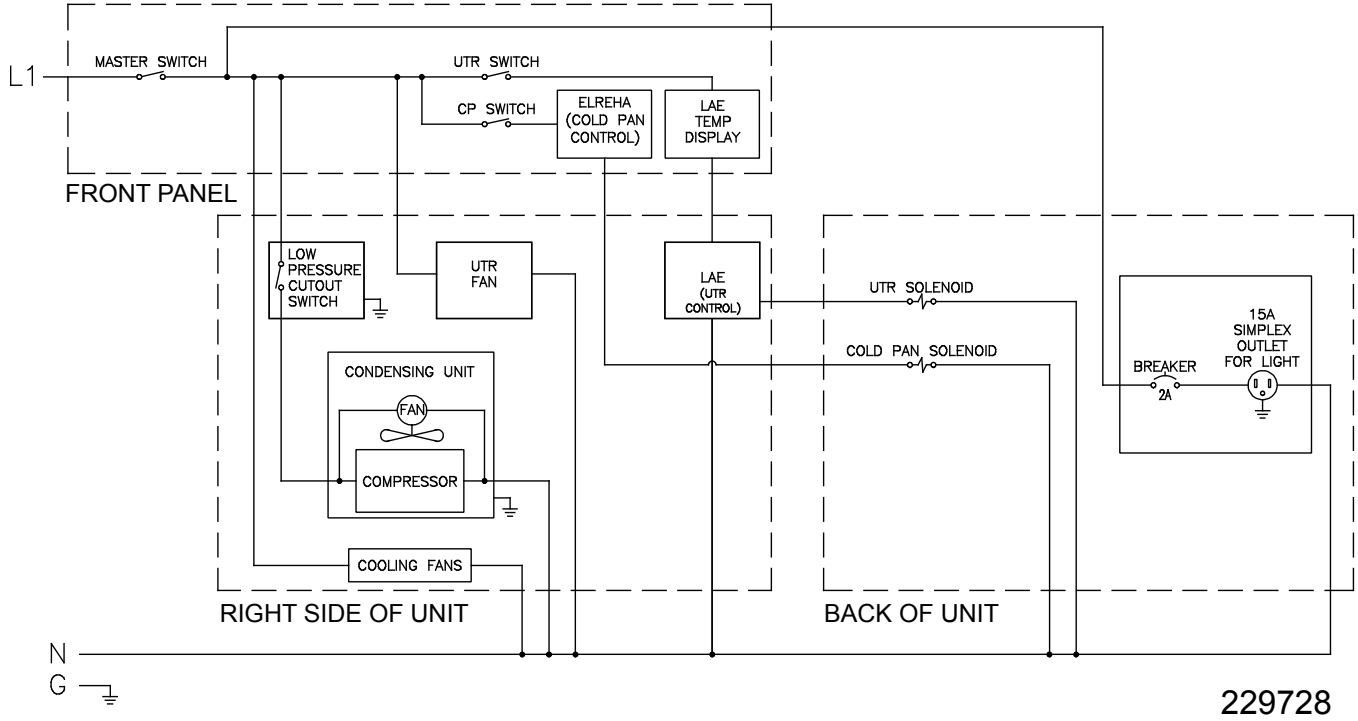 L1
MASTER SWITCH
UTR SWITCH
CP SWITCH
ELREHA
(COLD PAN
CONTROL)
LAE
TEMP
DISPLAY
FRONT PANEL
LOW
PRESSURE
CUTOUT
SWITCH
UTR
FAN
LAE
(UTR
CONTROL)
UTR SOLENOID
COLD PAN SOLENOID
15A
SIMPLEX
OUTLET
FOR LIGHT
BREAKER
2A
CONDENSING UNIT
FAN
COMPRESSOR
COOLING FANS
RIGHT SIDE OF UNIT
BACK OF UNIT
N
G
229728